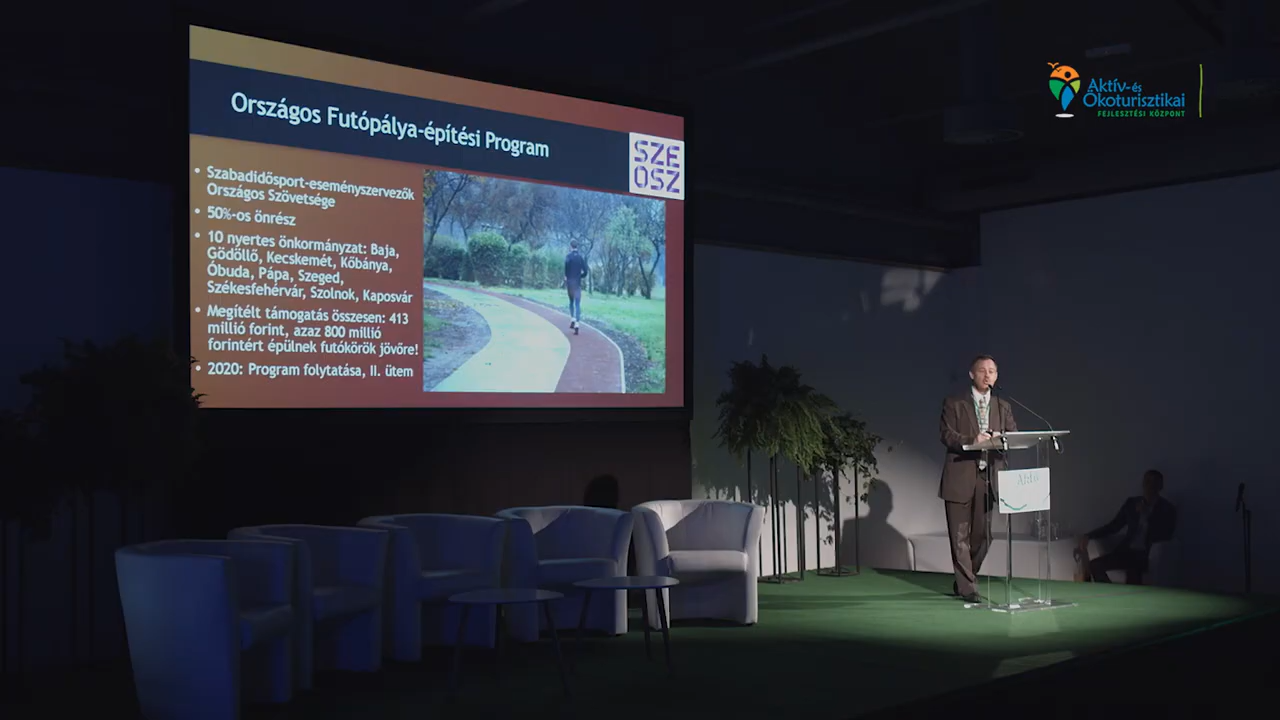 Országos Futópálya-építési Program
SZE
OSZ
• Szabadidősport-eseményszervezők
Országos Szövetsége
• 50%-os önrész
• 10 nyertes önkormányzat: Baja,
Gödöllő, Kecskemét, Kőbánya,
Óbuda, Pápa, Szeged,
Székesfehérvár, Szolnok, Kaposvár
• Megítélt támogatás összesen: 413
millió forint, azaz 800 millió
forintért épülnek futókörök jövőre!
• 2020: Program folytatása, II. ütem
Aktív- és
Ökoturisztikai
FEJLESZTÉSI KÖZPONT